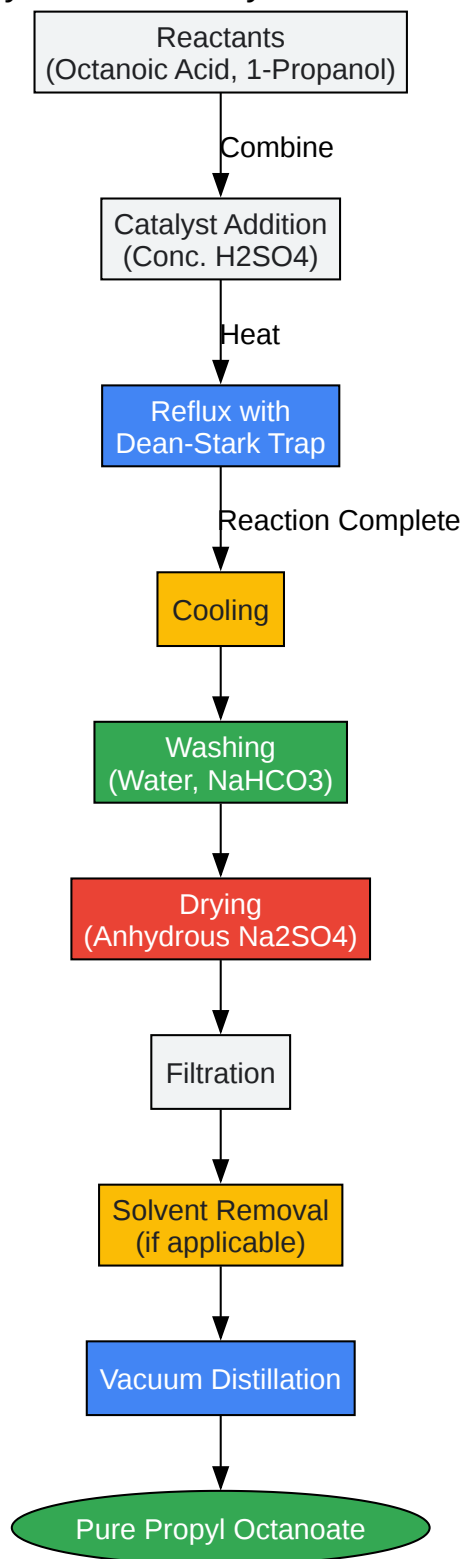 Reactants
(Octanoic Acid, 1-Propanol)
Combine
Catalyst Addition
(Conc. H2SO4)
Heat
Reflux with
Dean-Stark Trap
Reaction Complete
Cooling
Washing
(Water, NaHCO3)
Drying
(Anhydrous Na2SO4)
Filtration
Solvent Removal
(if applicable)
Vacuum Distillation
Pure Propyl Octanoate